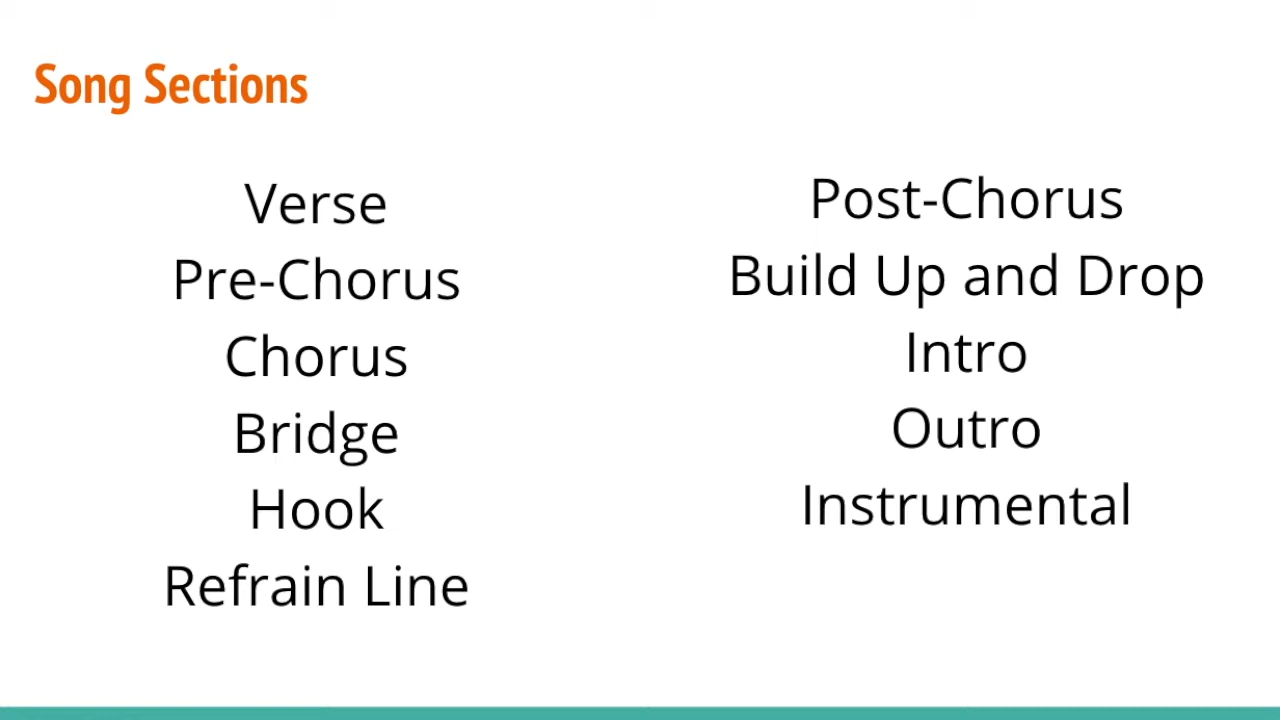 Song Sections
Verse
Pre-Chorus
Chorus
Bridge
Hook
Refrain Line
Post-Chorus
Build Up and Drop
Intro
Outro
Instrumental